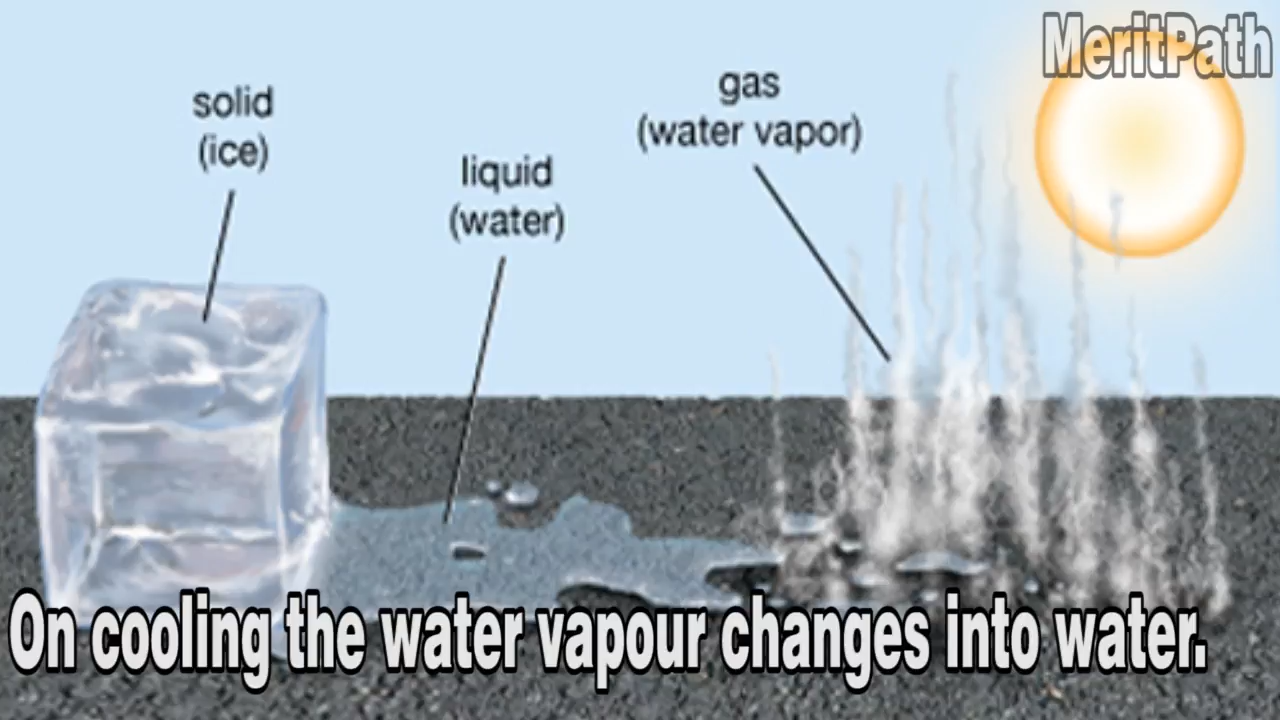 MeritPath
solid
(ice)
liquid
(water)
gas
(water vapor)
On cooling the water vapour changes into water.